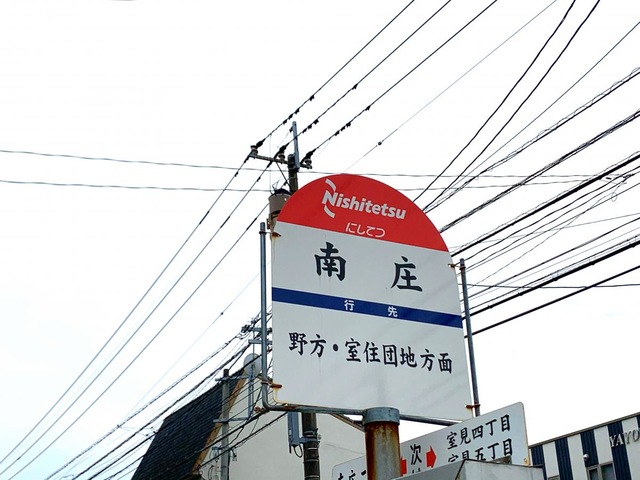 Nishitetsu
にしてつ
南庄
行先
野方・室住団地方面
次
室見四丁目
室見五丁目